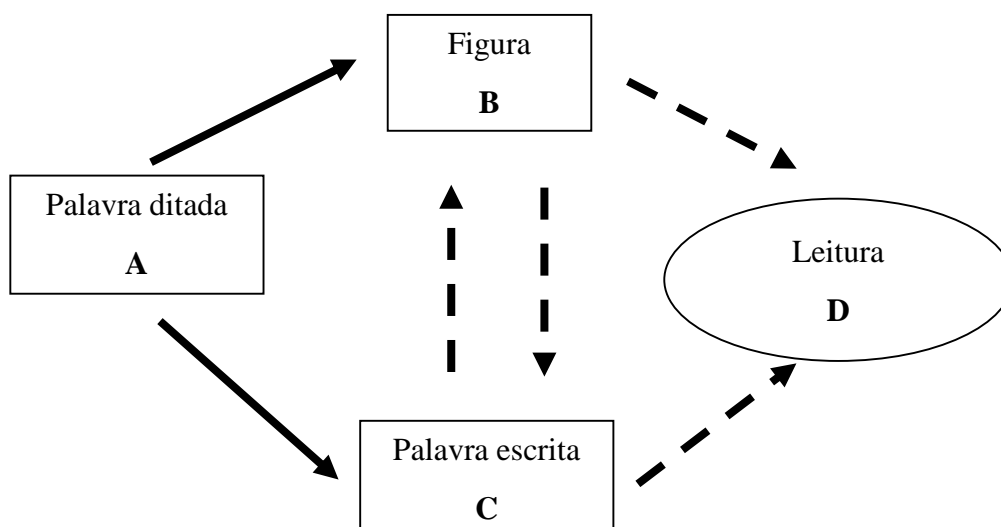 Figura
B
Palavra ditada
A
Leitura
D
Palavra escrita
C